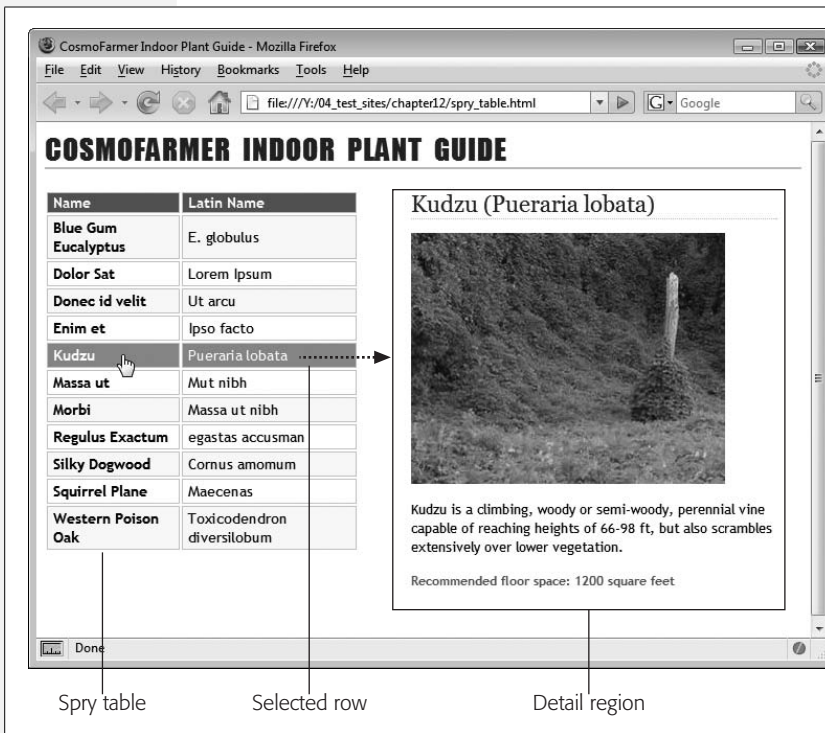 CosmoFarmer Indoor Plant Guide - Mozilla Firefox
File Edit View History Bookmarks Tools Help
file:///Y:/04_test_sites/chapter12/spry_table.html
G Google
COSMOFARMER INDOOR PLANT GUIDE
Name Latin Name
Blue Gum
Eucalyptus
E. globulus
Dolor Sat Lorem Ipsum
Donec id velit Ut arcu
Enim et Ipso facto
Kudzu Pueraria lobata
Massa ut Mut nibh
Morbi Massa ut nibh
Regulus Exactum egastas accusman
Silky Dogwood Cornus amomum
Squirrel Plane Maecenas
Western Poison
Oak
Toxicodendron
diversilobum
Kudzu (Pueraria lobata)
Kudzu is a climbing, woody or semi-woody, perennial vine
capable of reaching heights of 66-98 ft, but also scrambles
extensively over lower vegetation.
Recommended floor space: 1200 square feet
Done
Spry table
Selected row
Detail region